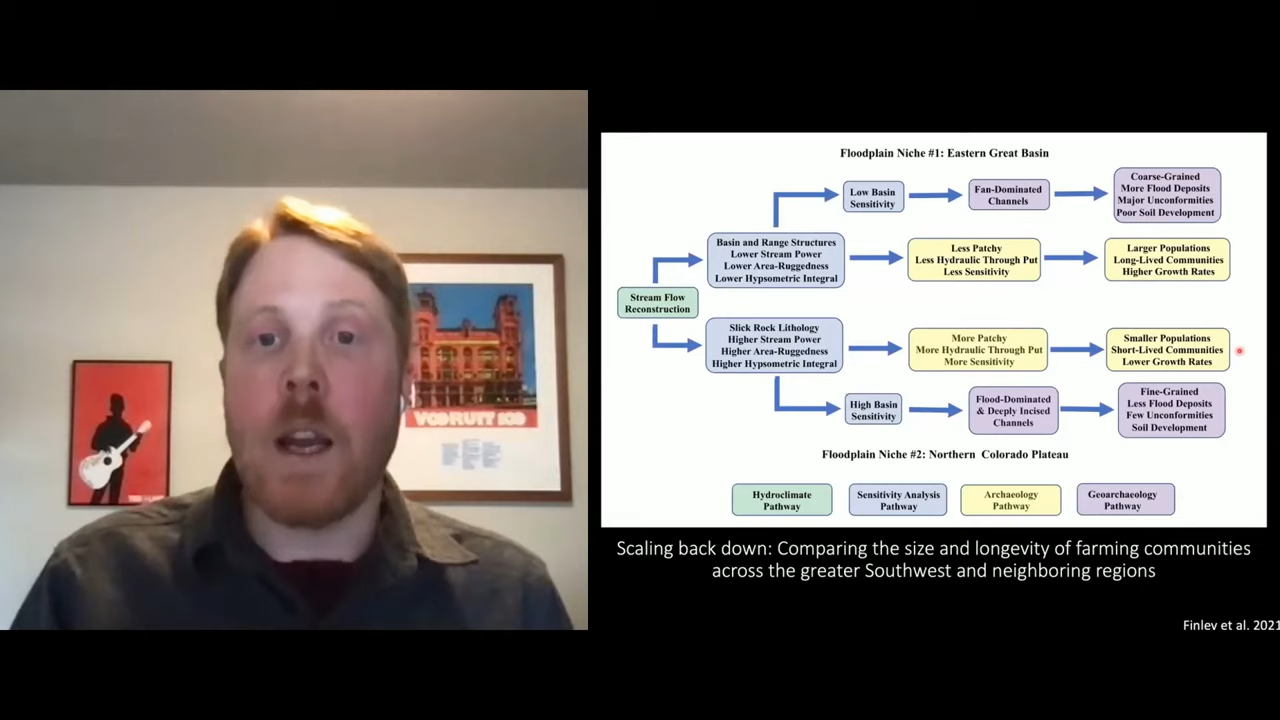 VOORUIT SCD
Floodplain Niche #1: Eastern Great Basin
Low Basin
Sensitivity
Fan-Dominated
Channels
Coarse-Grained
More Flood Deposits
Major Unconformities
Poor Soil Development
Basin and Range Structures
Lower Stream Power
Lower Area-Ruggedness
Lower Hypsometric Integral
Less Patchy
Less Hydraulic Through Put
Less Sensitivity
Larger Populations
Long-Lived Communities
Higher Growth Rates
Stream Flow
Reconstruction
Slick Rock Lithology
Higher Stream Power
Higher Area-Ruggedness
Higher Hypsometric Integral
More Patchy
More Hydraulic Through Put
More Sensitivity
Smaller Populations
Short-Lived Communities
Lower Growth Rates
High Basin
Sensitivity
Flood-Dominated
& Deeply Incised
Channels
Fine-Grained
Less Flood Deposits
Few Unconformities
Soil Development
Floodplain Niche #2: Northern Colorado Plateau
Hydroclimate
Pathway
Sensitivity Analysis
Pathway
Archaeology
Pathway
Geoarchaeology
Pathway
Scaling back down: Comparing the size and longevity of farming communities
across the greater Southwest and neighboring regions
Finley et al. 2021